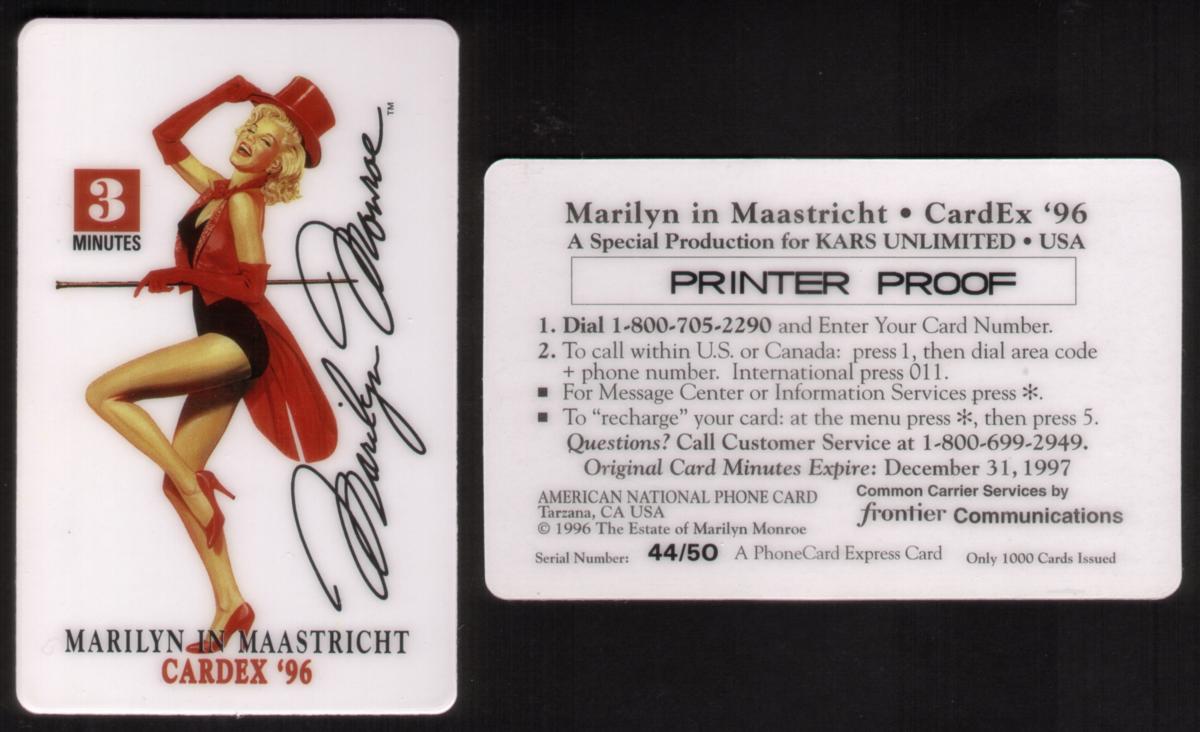 3
MINUTES
Marilyn Monroe ™
MARILYN IN MAASTRICHT
CARDEX ‘96
Marilyn in Maastricht • CardEx ‘96
A Special Production for KARS UNLIMITED • USA
PRINTER PROOF
1. Dial 1-800-705-2290 and Enter Your Card Number.
2. To call within U.S. or Canada: press 1, then dial area code
+ phone number. International press 011.
■ For Message Center or Information Services press ✻.
■ To “recharge” your card: at the menu press ✻, then press 5.
Questions? Call Customer Service at 1-800-699-2949.
Original Card Minutes Expire: December 31, 1997
AMERICAN NATIONAL PHONE CARD
Tarzana, CA USA
© 1996 The Estate of Marilyn Monroe
Common Carrier Services by
frontier Communications
Serial Number: 44/50 A PhoneCard Express Card Only 1000 Cards Issued